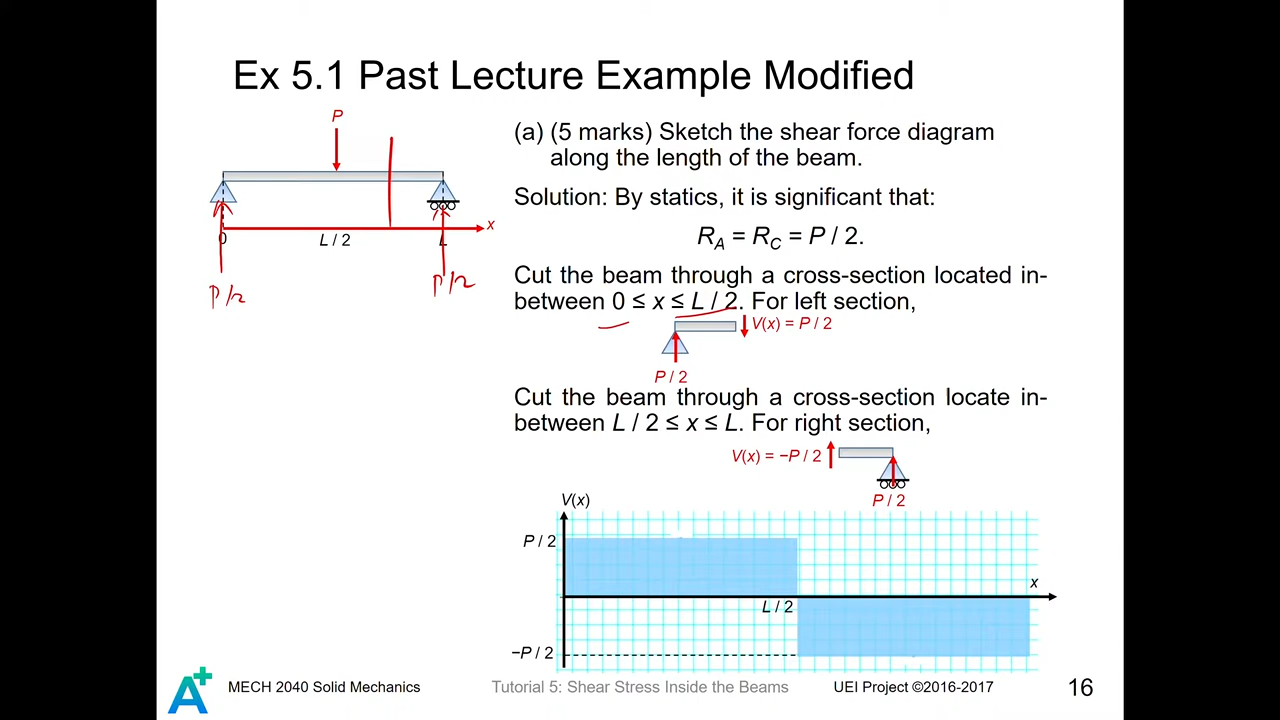 Ex 5.1 Past Lecture Example Modified
P
x
0
L / 2
L
P/2
P/2
(a) (5 marks) Sketch the shear force diagram
along the length of the beam.
Solution: By statics, it is significant that:
R_A = R_C = P / 2.
Cut the beam through a cross-section located in-
between 0 ≤ x ≤ L / 2. For left section,
V(x) = P / 2
P / 2
Cut the beam through a cross-section locate in-
between L / 2 ≤ x ≤ L. For right section,
V(x) = −P / 2
P / 2
V(x)
P / 2
x
L / 2
−P / 2
A+
MECH 2040 Solid Mechanics
Tutorial 5: Shear Stress Inside the Beams
UEI Project ©2016-2017
16